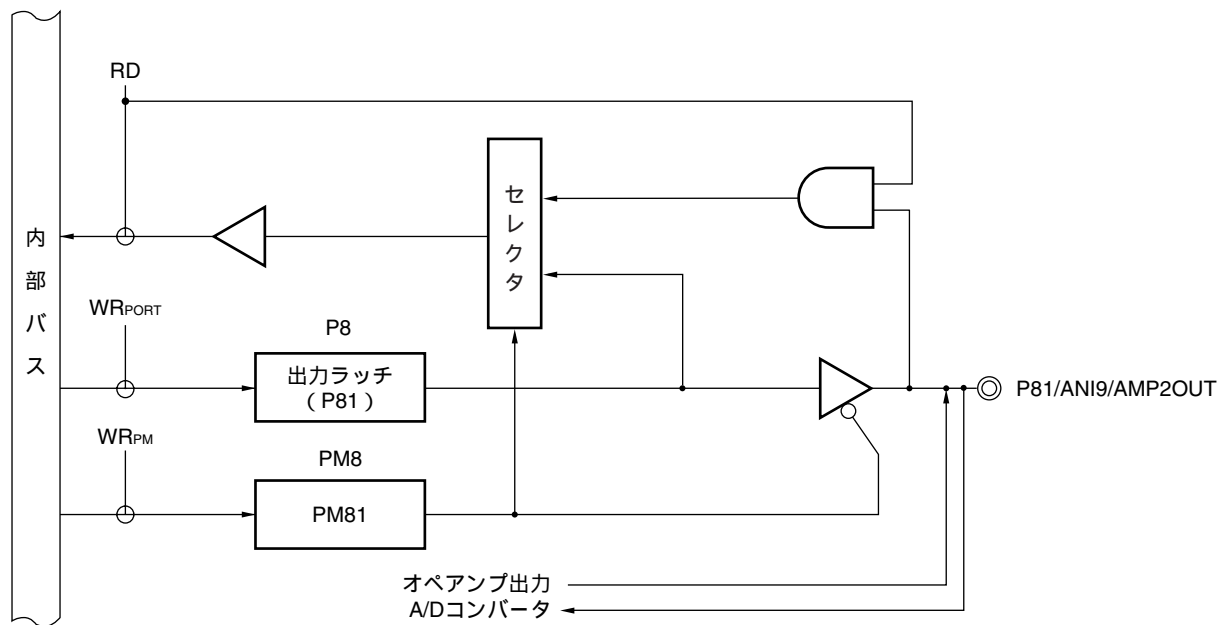 RD
内部バス
セレクタ
WRPORT
P8
出力ラッチ
（P81）
P81/ANI9/AMP2OUT
WRPM
PM8
PM81
オペアンプ出力
A/Dコンバータ